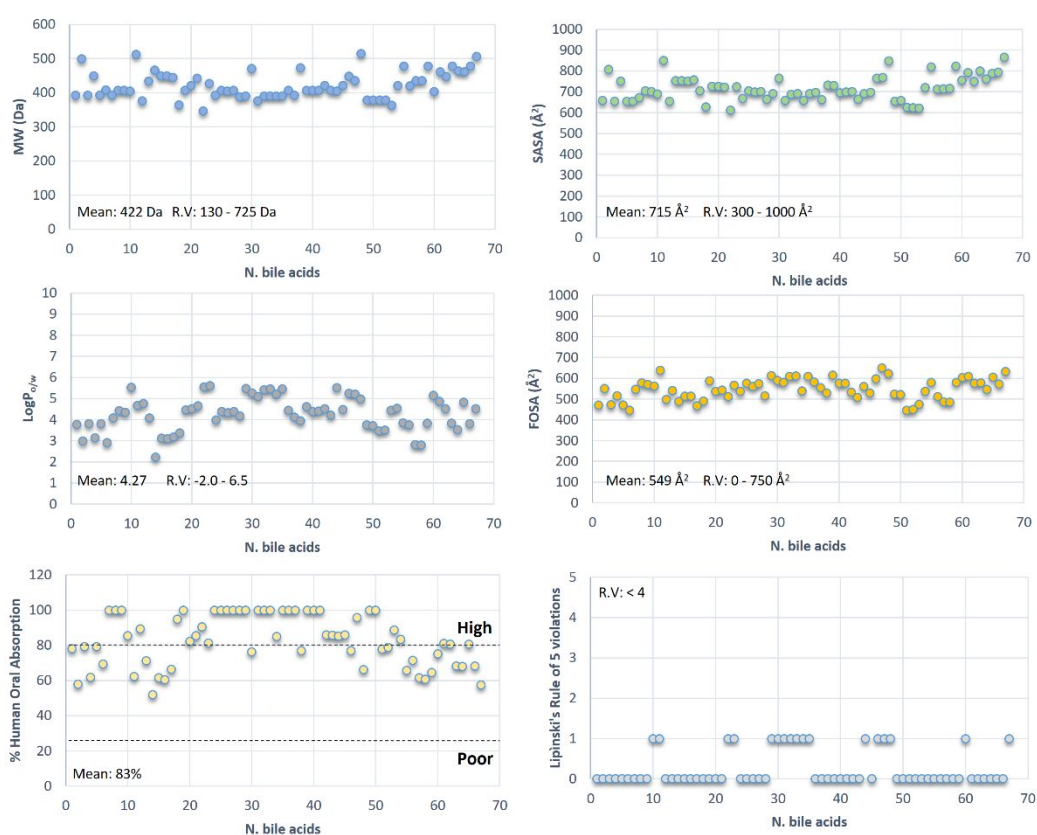 600
500
400
300
200
100
0
MW (Da)
Mean: 422 Da R.V: 130 - 725 Da
0 10 20 30 40 50 60 70
N. bile acids
1000
900
800
700
600
500
400
300
200
100
0
SASA (Å²)
Mean: 715 Å² R.V: 300 - 1000 Å²
0 10 20 30 40 50 60 70
N. bile acids
10
9
8
7
6
5
4
3
2
1
0
LogPo/w
Mean: 4.27 R.V: -2.0 - 6.5
0 10 20 30 40 50 60 70
N. bile acids
1000
900
800
700
600
500
400
300
200
100
0
FOSA (Å²)
Mean: 549 Å² R.V: 0 - 750 Å²
0 10 20 30 40 50 60 70
N. bile acids
120
100
80
60
40
20
0
% Human Oral Absorption
High
Poor
Mean: 83%
0 10 20 30 40 50 60 70
N. bile acids
5
4
3
2
1
0
Lipinski's Rule of 5 violations
R.V: < 4
0 10 20 30 40 50 60 70
N. bile acids